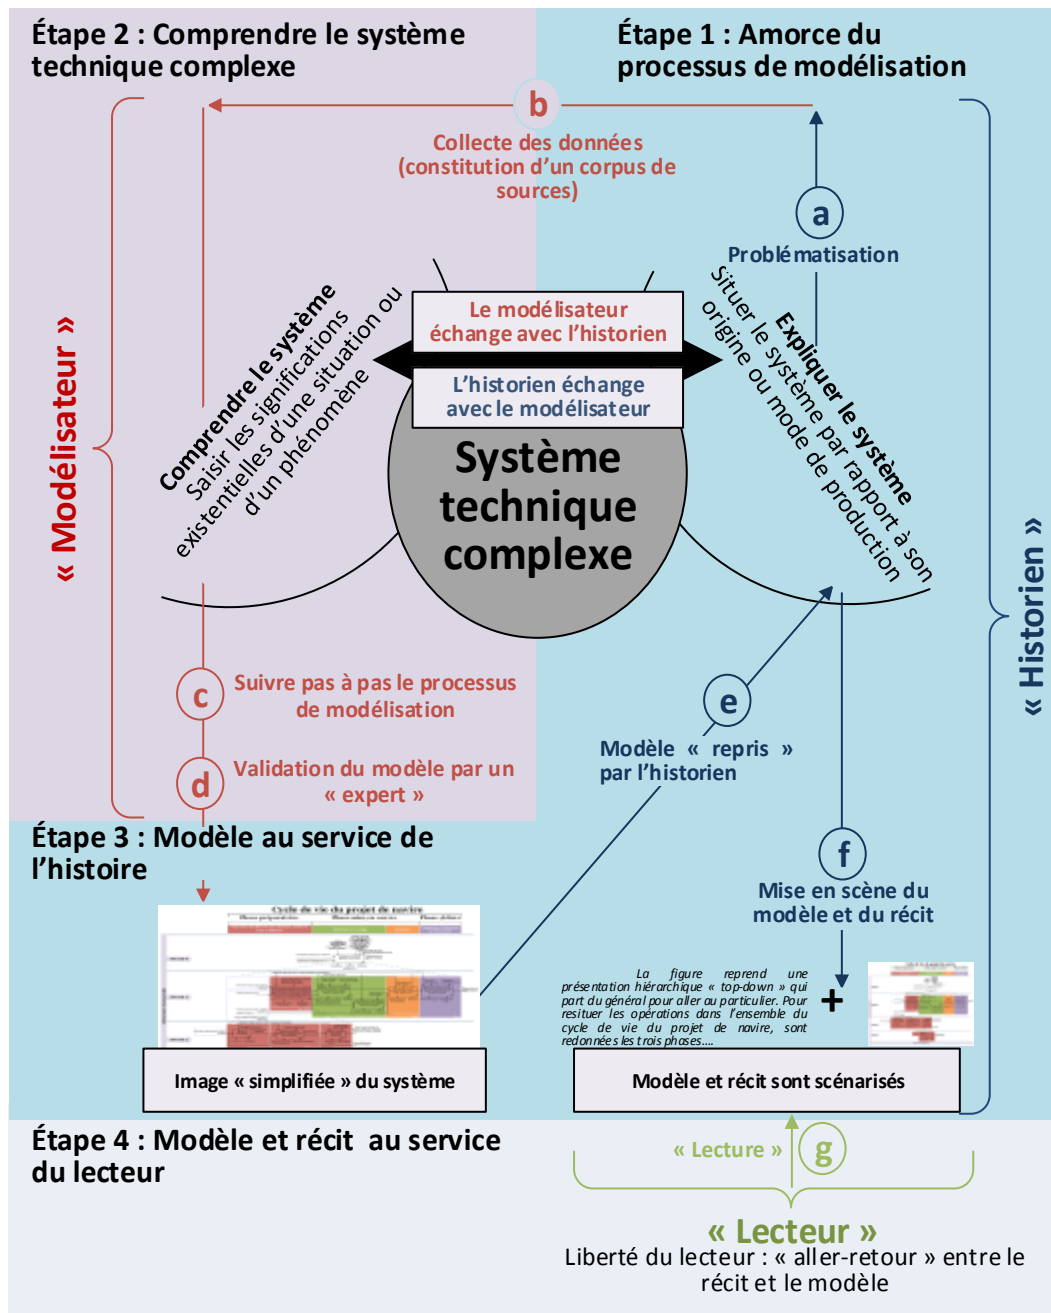 Étape 2 : Comprendre le système
technique complexe
Étape 1 : Amorce du
processus de modélisation
b
Collecte des données
(constitution d’un corpus de
sources)
a
Problématisation
« Modélisateur »
Comprendre le système
Saisir les significations
existentielles d’une situation ou
d’un phénomène
Le modélisateur
échange avec l’historien
L’historien échange
avec le modélisateur
Système
technique
complexe
Expliquer le système
Situer le système par rapport à son
origine ou mode de production
« Historien »
c
Suivre pas à pas le processus
de modélisation
d
Validation du modèle par un
« expert »
e
Modèle « repris »
par l’historien
Étape 3 : Modèle au service de
l’histoire
f
Mise en scène du
modèle et du récit
Cycle de vie du projet de navire
La figure reprend une
présentation hiérarchique « top-down » qui
part du général pour aller au particulier. Pour
resituer les opérations dans l’ensemble du
cycle de vie du projet de navire, sont
redonnées les trois phases....
+
Image « simplifiée » du système
Modèle et récit sont scénarisés
Étape 4 : Modèle et récit au service
du lecteur
« Lecture »
g
« Lecteur »
Liberté du lecteur : « aller-retour » entre le
récit et le modèle